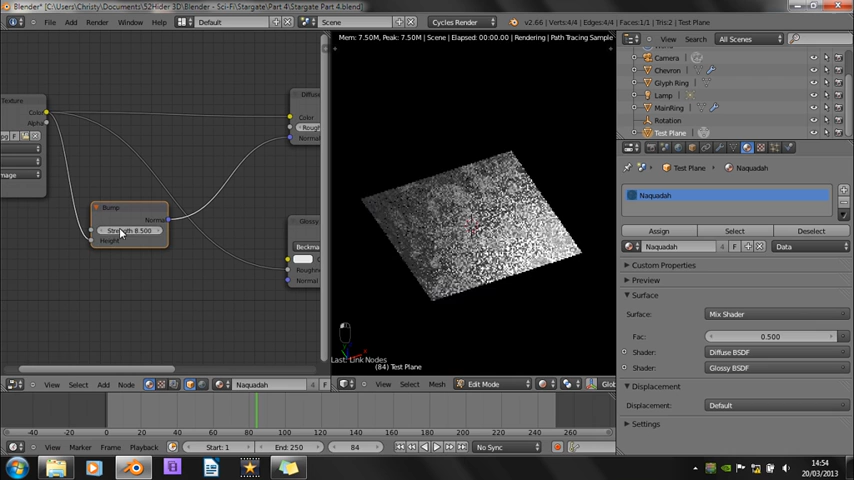 Blender* [C:\Users\Christy\Videos\52Hider 3D\Blender - Sci-Fi\Stargate\Part 4\Stargate Part 4.blend]
File Add Render Window Help Default Scene Cycles Render v2.66 | Verts:4/4 | Edges:4/4 | Faces:1/1 | Tris:2 | Test Plane
Mem: 7.50M, Peak: 7.50M | Scene | Elapsed: 00:00.00 | Rendering | Path Tracing Sample
View Search All Scenes
Camera
Chevron
Glyph Ring
Lamp
MainRing
Rotation
Test Plane
Texture
Color
Alpha
Diffuse
Color
Normal
Bump
Normal
Strength 8.500
Height
Glossy
Beckma
Roughn
Normal
Test Plane Naquadah
Naquadah
Assign Select Deselect
Naquadah 4 F Data
Custom Properties
Preview
Surface
Surface: Mix Shader
Fac: 0.500
Shader: Diffuse BSDF
Shader: Glossy BSDF
Displacement
Displacement: Default
Settings
Last: Link Nodes
(84) Test Plane
View Select Add Node Naquadah 4 F
View Select Mesh Edit Mode Glob
-40 -20 0 20 40 60 80 100 120 140 160 180 200 220 240 260
View Marker Frame Playback Start: 1 End: 250 84 No Sync
14:54
20/03/2013